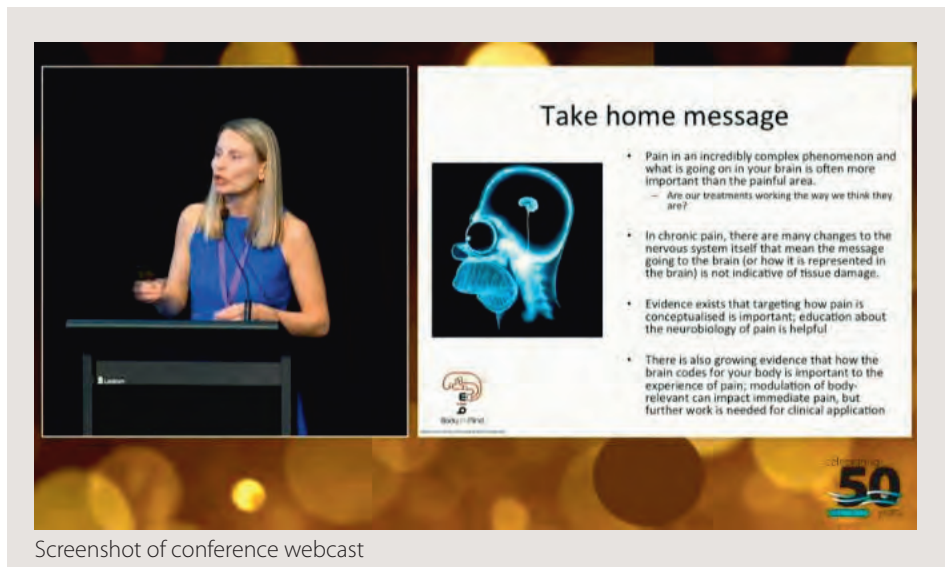 Take home message
• Pain in an incredibly complex phenomenon and
what is going on in your brain is often more
important than the painful area.
– Are our treatments working the way we think they
are?
• In chronic pain, there are many changes to the
nervous system itself that mean the message
going to the brain (or how it is represented in
the brain) is not indicative of tissue damage.
• Evidence exists that targeting how pain is
conceptualised is important; education about
the neurobiology of pain is helpful
• There is also growing evidence that how the
brain codes for your body is important to the
experience of pain; modulation of body-
relevant can impact immediate pain, but
further work is needed for clinical application
Body in Mind
50
years
Screenshot of conference webcast